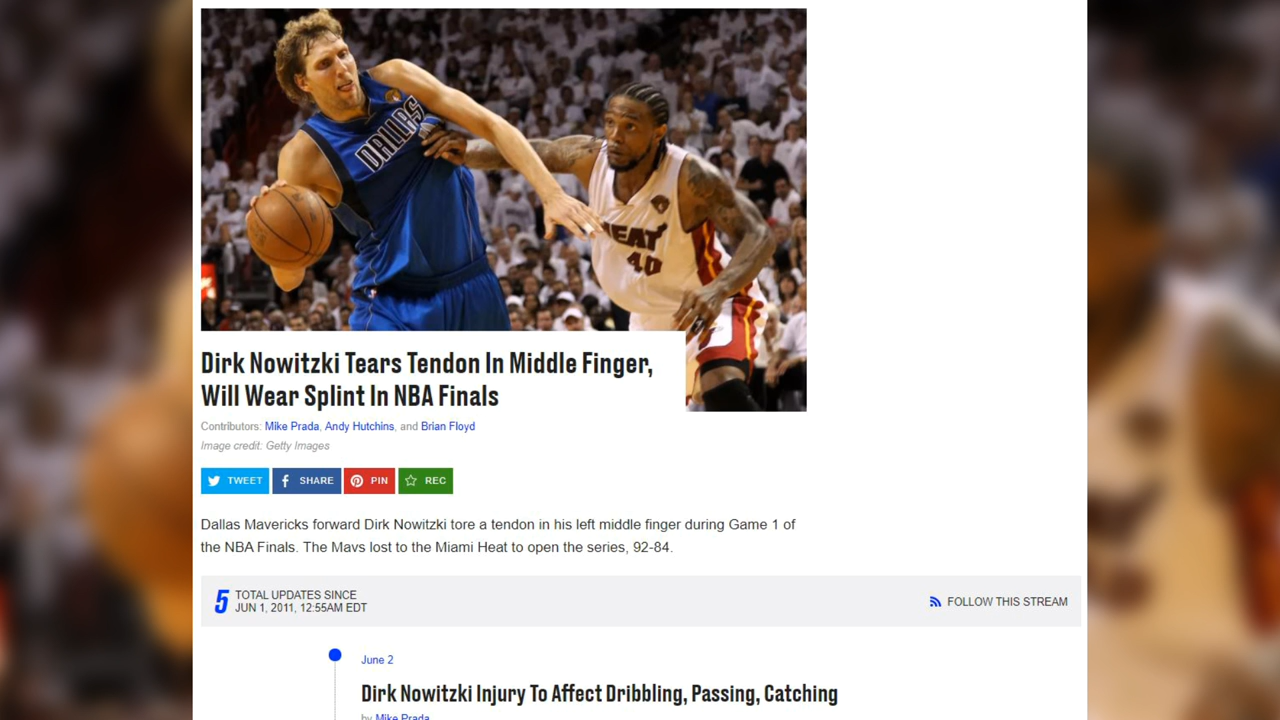 DALLAS
HEAT
40
Dirk Nowitzki Tears Tendon In Middle Finger,
Will Wear Splint In NBA Finals
Contributors: Mike Prada, Andy Hutchins, and Brian Floyd
Image credit: Getty Images
TWEET SHARE PIN REC
Dallas Mavericks forward Dirk Nowitzki tore a tendon in his left middle finger during Game 1 of
the NBA Finals. The Mavs lost to the Miami Heat to open the series, 92-84.
5 TOTAL UPDATES SINCE
JUN 1, 2011, 12:55AM EDT
FOLLOW THIS STREAM
June 2
Dirk Nowitzki Injury To Affect Dribbling, Passing, Catching
by Mike Prada